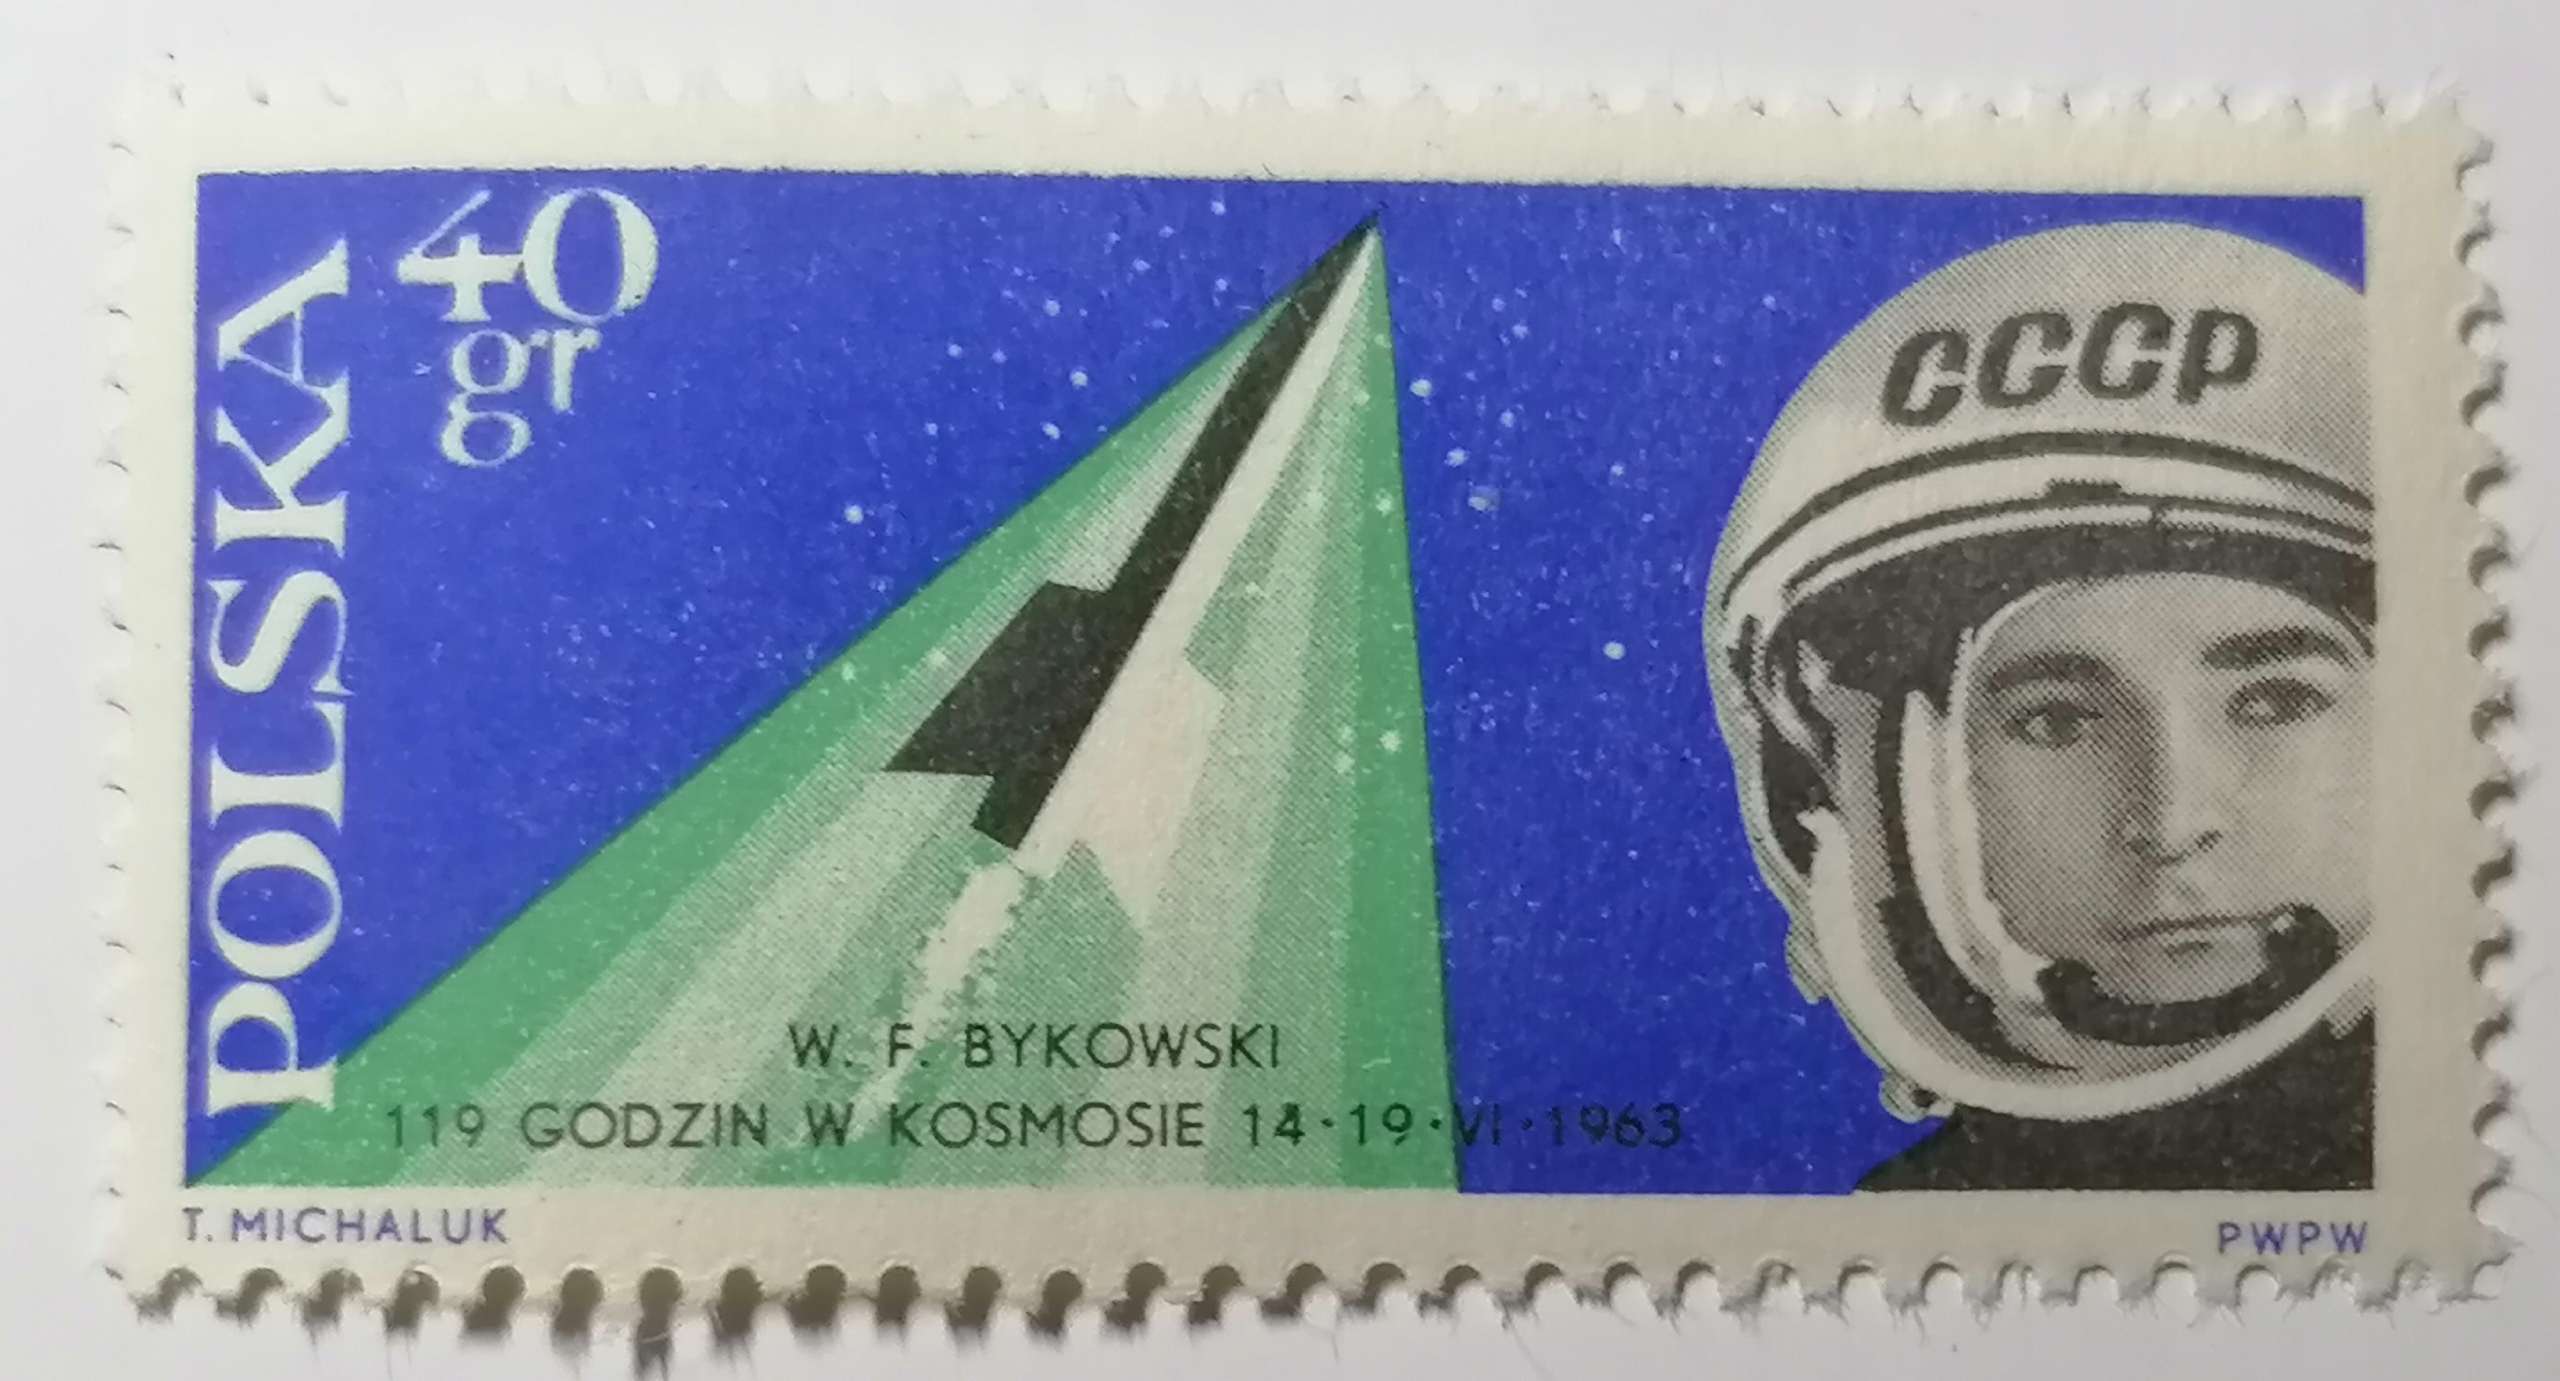 POLSKA
40
gr
CCCP
W. F. BYKOWSKI
119 GODZIN W KOSMOSIE 14·19·VI·1963
T. MICHALUK
PWPW